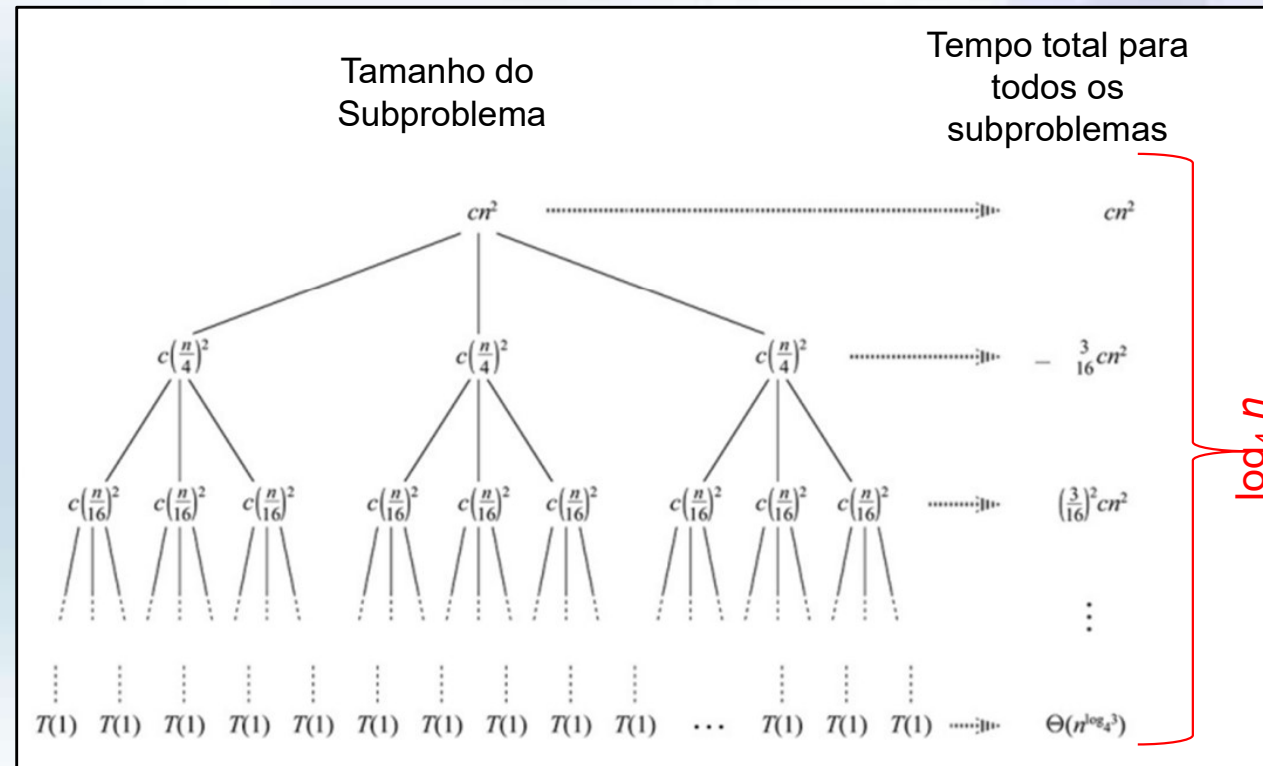 Tamanho do
Subproblema
Tempo total para
todos os
subproblemas
cn² cn²
c(n/4)² c(n/4)² c(n/4)² – 3/16 cn²
c(n/16)² c(n/16)² c(n/16)² c(n/16)² c(n/16)² c(n/16)² c(n/16)² c(n/16)² c(n/16)² (3/16)² cn²
⋮
T(1) T(1) T(1) T(1) T(1) T(1) T(1) T(1) T(1) T(1) ⋯ T(1) T(1) T(1) Θ(n^log₄3)
log₄ n